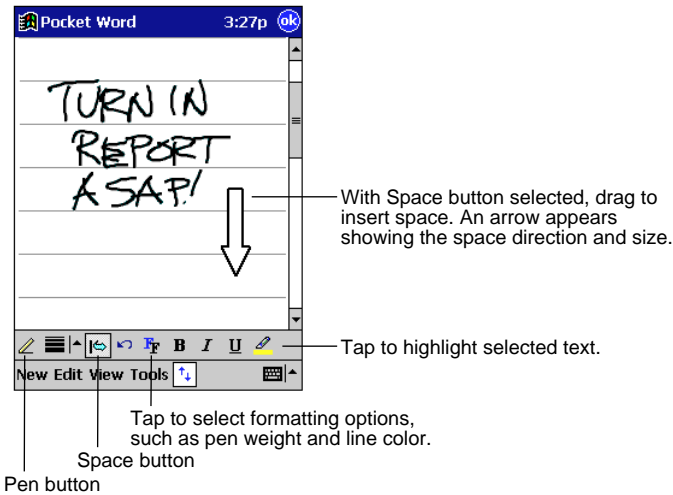 Pocket Word 3:27p ok
TURN IN
REPORT
ASAP!
With Space button selected, drag to
insert space. An arrow appears
showing the space direction and size.
FF B I U
Tap to highlight selected text.
New Edit View Tools
Tap to select formatting options,
such as pen weight and line color.
Space button
Pen button